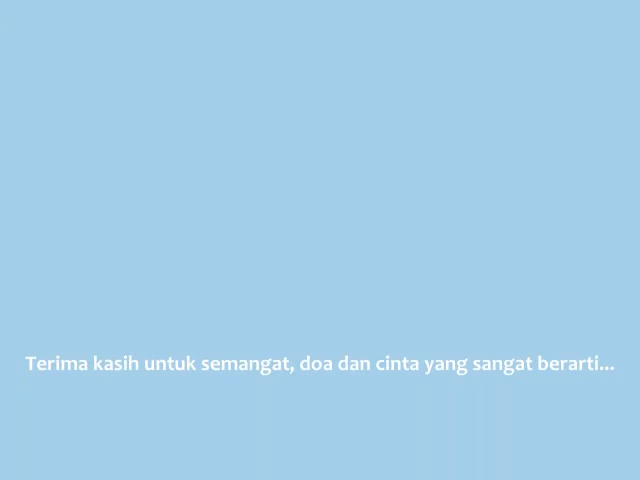 Terima kasih untuk semangat, doa dan cinta yang sangat berarti...